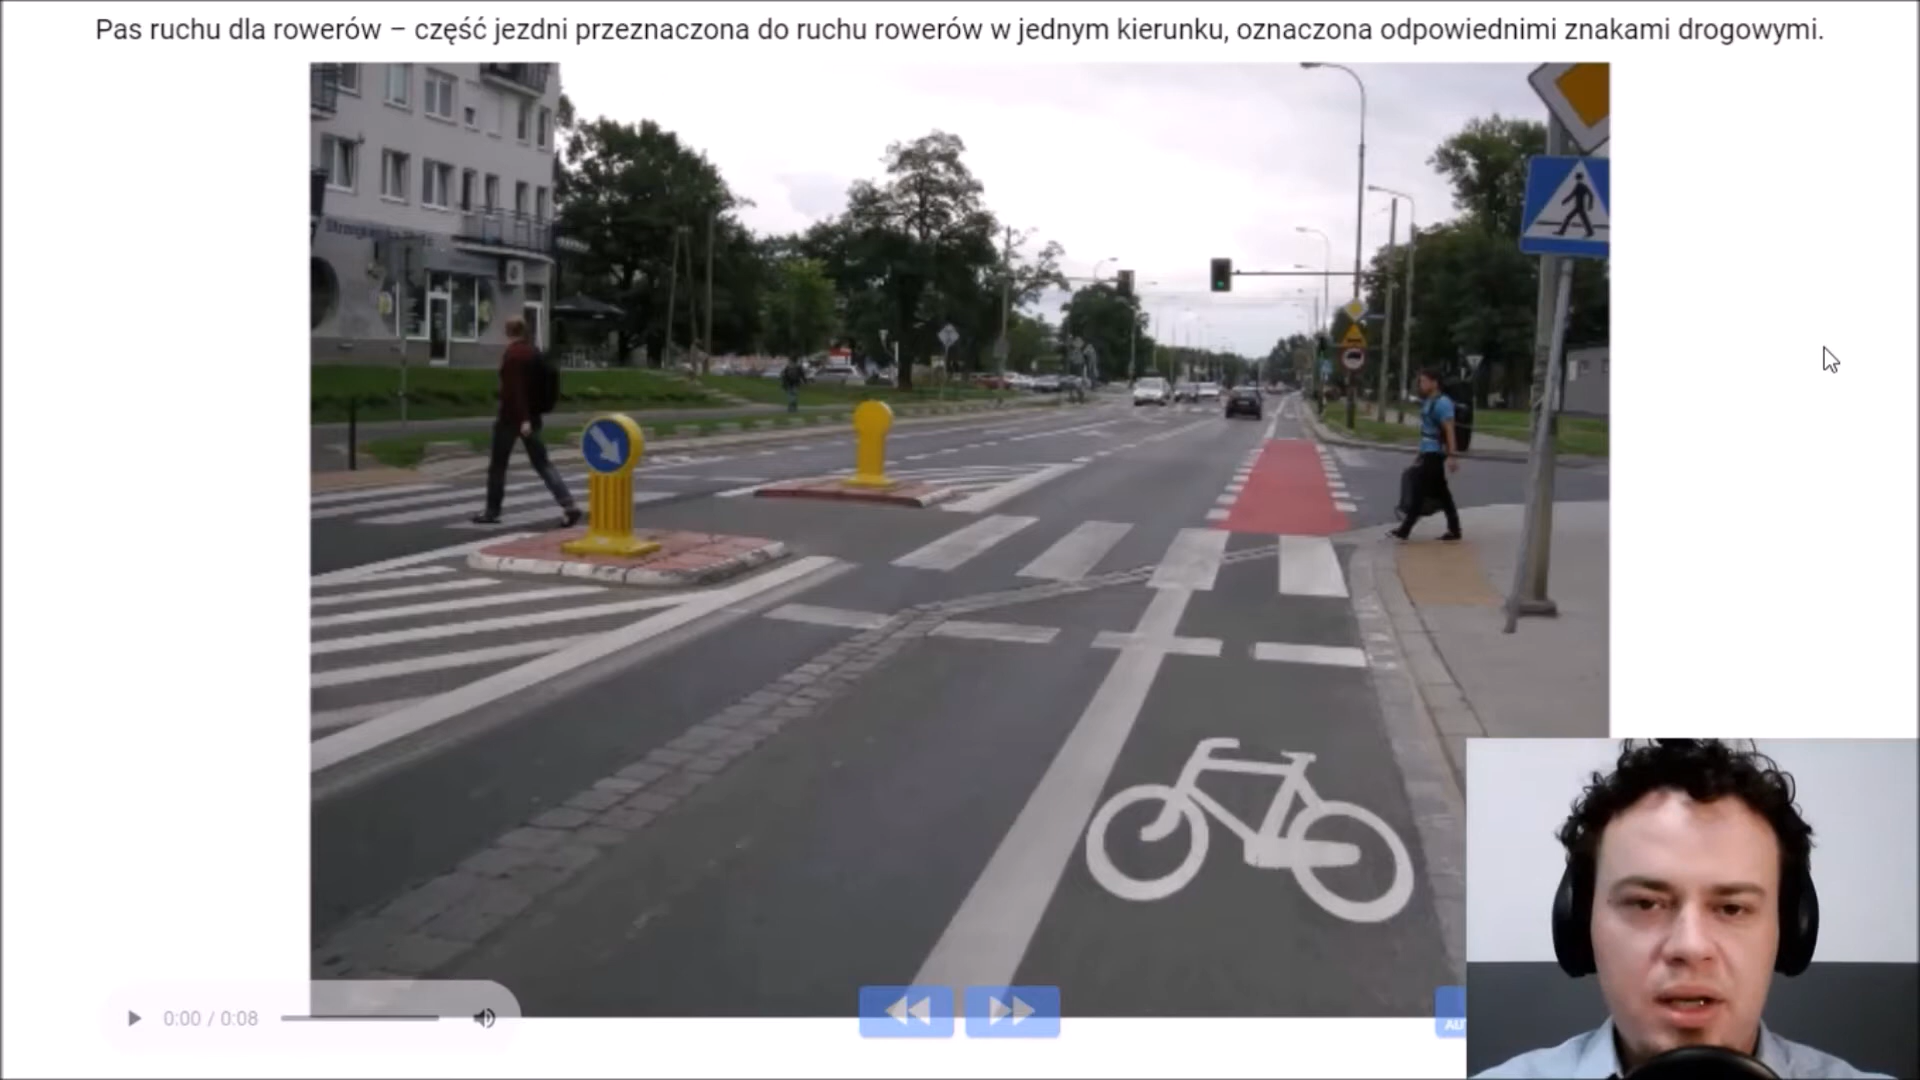 Pas ruchu dla rowerów – część jezdni przeznaczona do ruchu rowerów w jednym kierunku, oznaczona odpowiednimi znakami drogowymi.
0:00 / 0:08